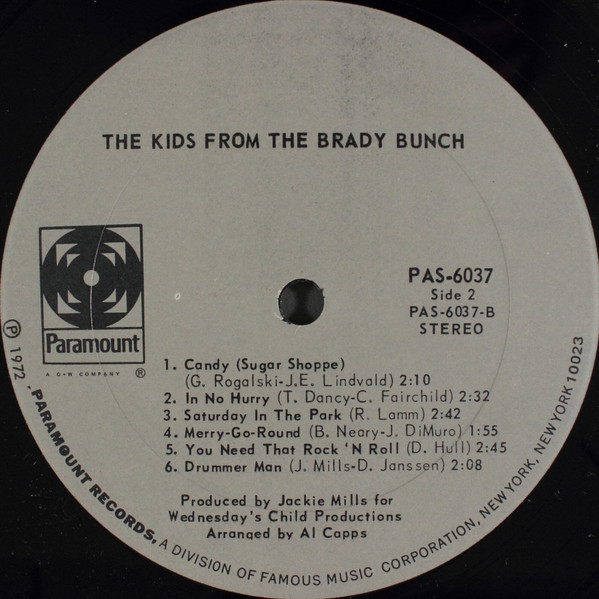 THE KIDS FROM THE BRADY BUNCH
PAS-6037
Side 2
PAS-6037-B
STEREO
Paramount
A G+W COMPANY ®
1. Candy (Sugar Shoppe)
(G. Rogalski-J.E. Lindvald) 2:10
2. In No Hurry (T. Dancy-C. Fairchild) 2:32
3. Saturday In The Park (R. Lamm) 2:42
4. Merry-Go-Round (B. Neary-J. DiMuro) 1:55
5. You Need That Rock 'N Roll (D. Hull) 2:45
6. Drummer Man (J. Mills-D. Janssen) 2:08
Produced by Jackie Mills for
Wednesday's Child Productions
Arranged by Al Capps
℗ 1972, PARAMOUNT RECORDS, A DIVISION OF FAMOUS MUSIC CORPORATION, NEW YORK, NEW YORK 10023